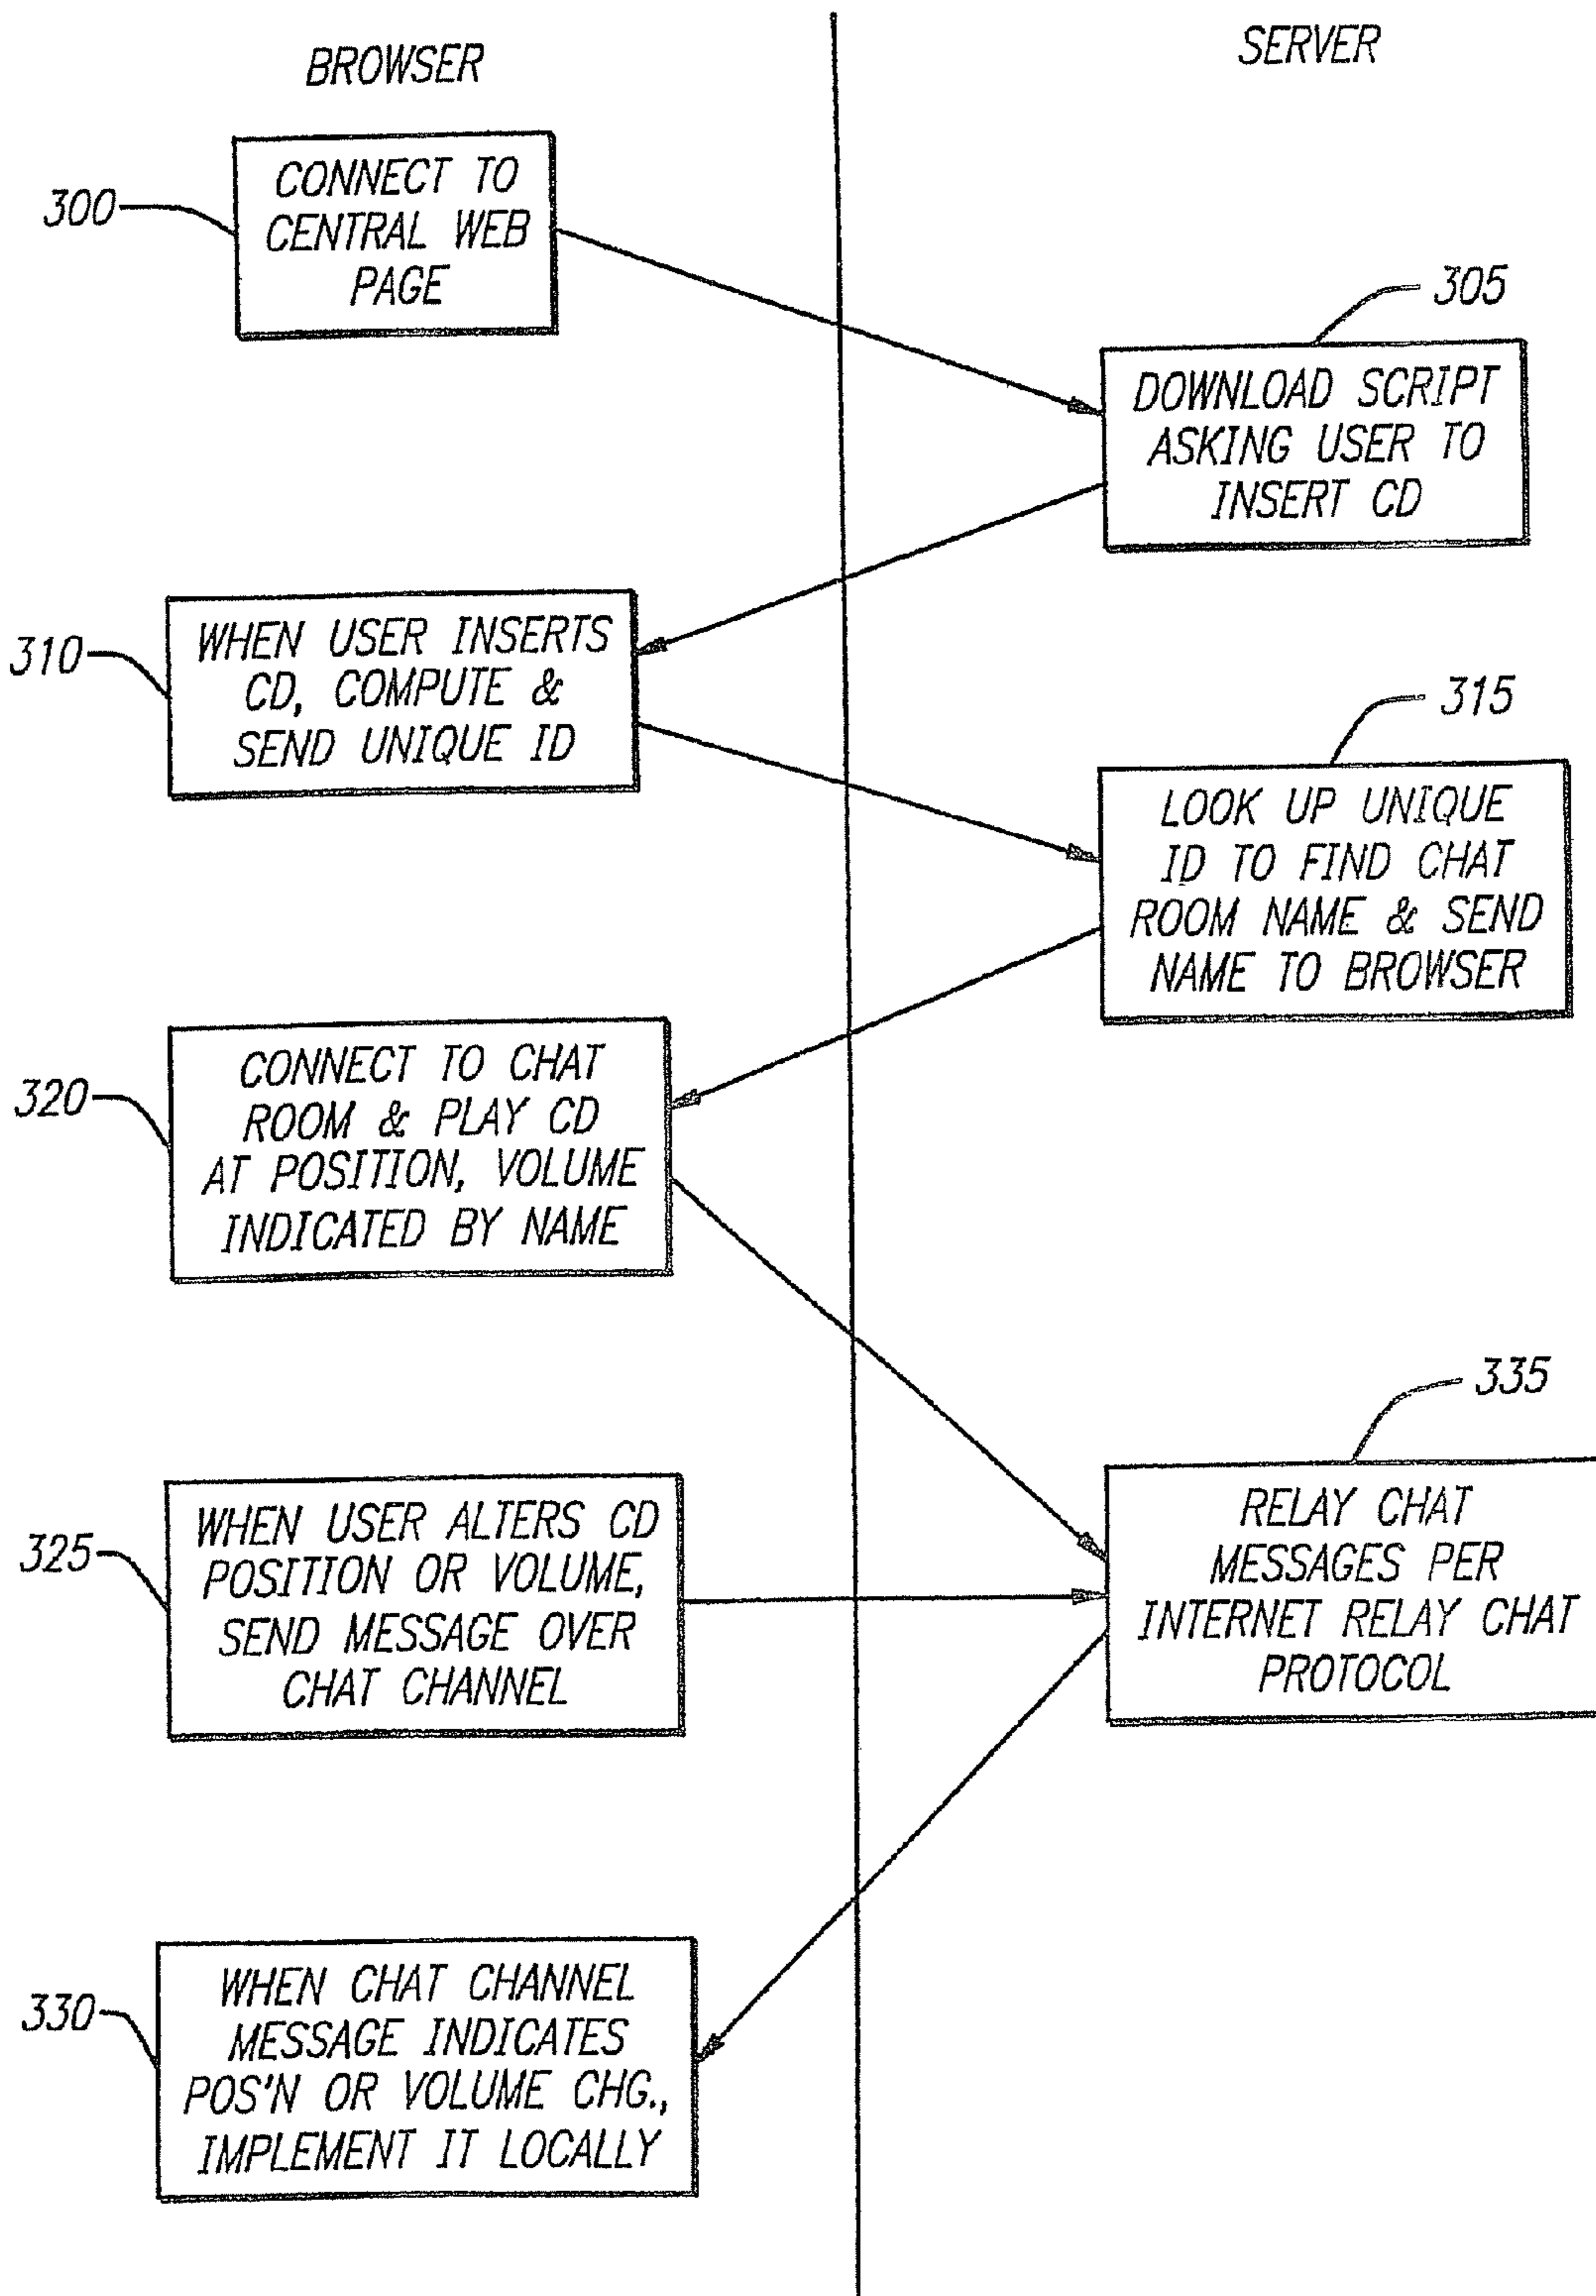 BROWSER
SERVER
300
CONNECT TO
CENTRAL WEB
PAGE
305
DOWNLOAD SCRIPT
ASKING USER TO
INSERT CD
310
WHEN USER INSERTS
CD, COMPUTE &
SEND UNIQUE ID
315
LOOK UP UNIQUE
ID TO FIND CHAT
ROOM NAME & SEND
NAME TO BROWSER
320
CONNECT TO CHAT
ROOM & PLAY CD
AT POSITION, VOLUME
INDICATED BY NAME
325
WHEN USER ALTERS CD
POSITION OR VOLUME,
SEND MESSAGE OVER
CHAT CHANNEL
335
RELAY CHAT
MESSAGES PER
INTERNET RELAY CHAT
PROTOCOL
330
WHEN CHAT CHANNEL
MESSAGE INDICATES
POS'N OR VOLUME CHG.,
IMPLEMENT IT LOCALLY